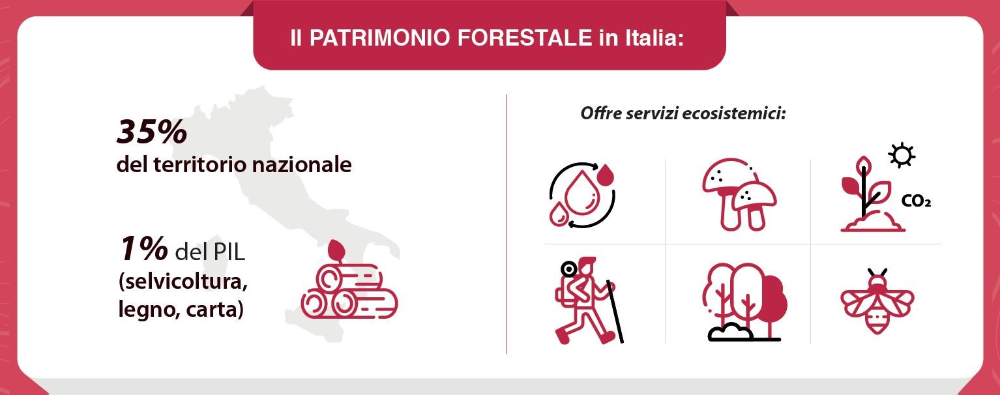 Il PATRIMONIO FORESTALE in Italia:
35%
del territorio nazionale
1% del PIL
(selvicoltura,
legno, carta)
Offre servizi ecosistemici:
CO₂